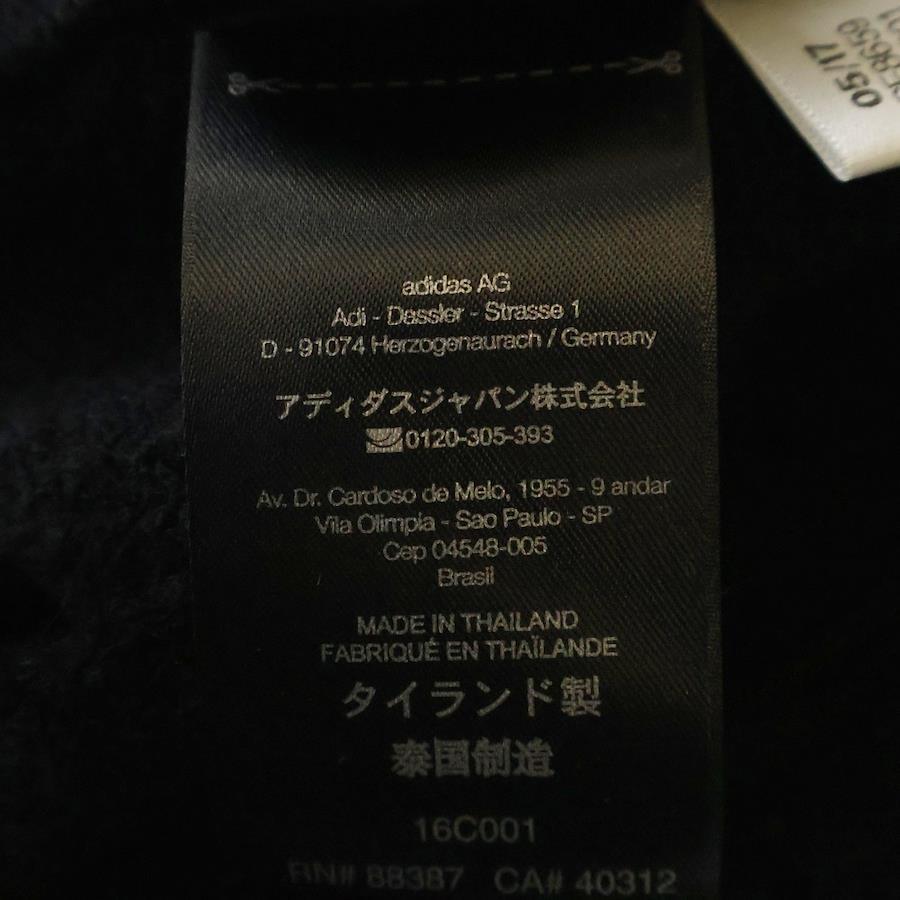 adidas AG
Adi - Dassler - Strasse 1
D - 91074 Herzogenaurach / Germany
アディダスジャパン株式会社
0120-305-393
Av. Dr. Cardoso de Melo, 1955 - 9 andar
Vila Olimpia - Sao Paulo - SP
Cep 04548-005
Brasil
MADE IN THAILAND
FABRIQUÉ EN THAÏLANDE
タイランド製
泰国制造
16C001
RN# 88387 CA# 40312
05/17